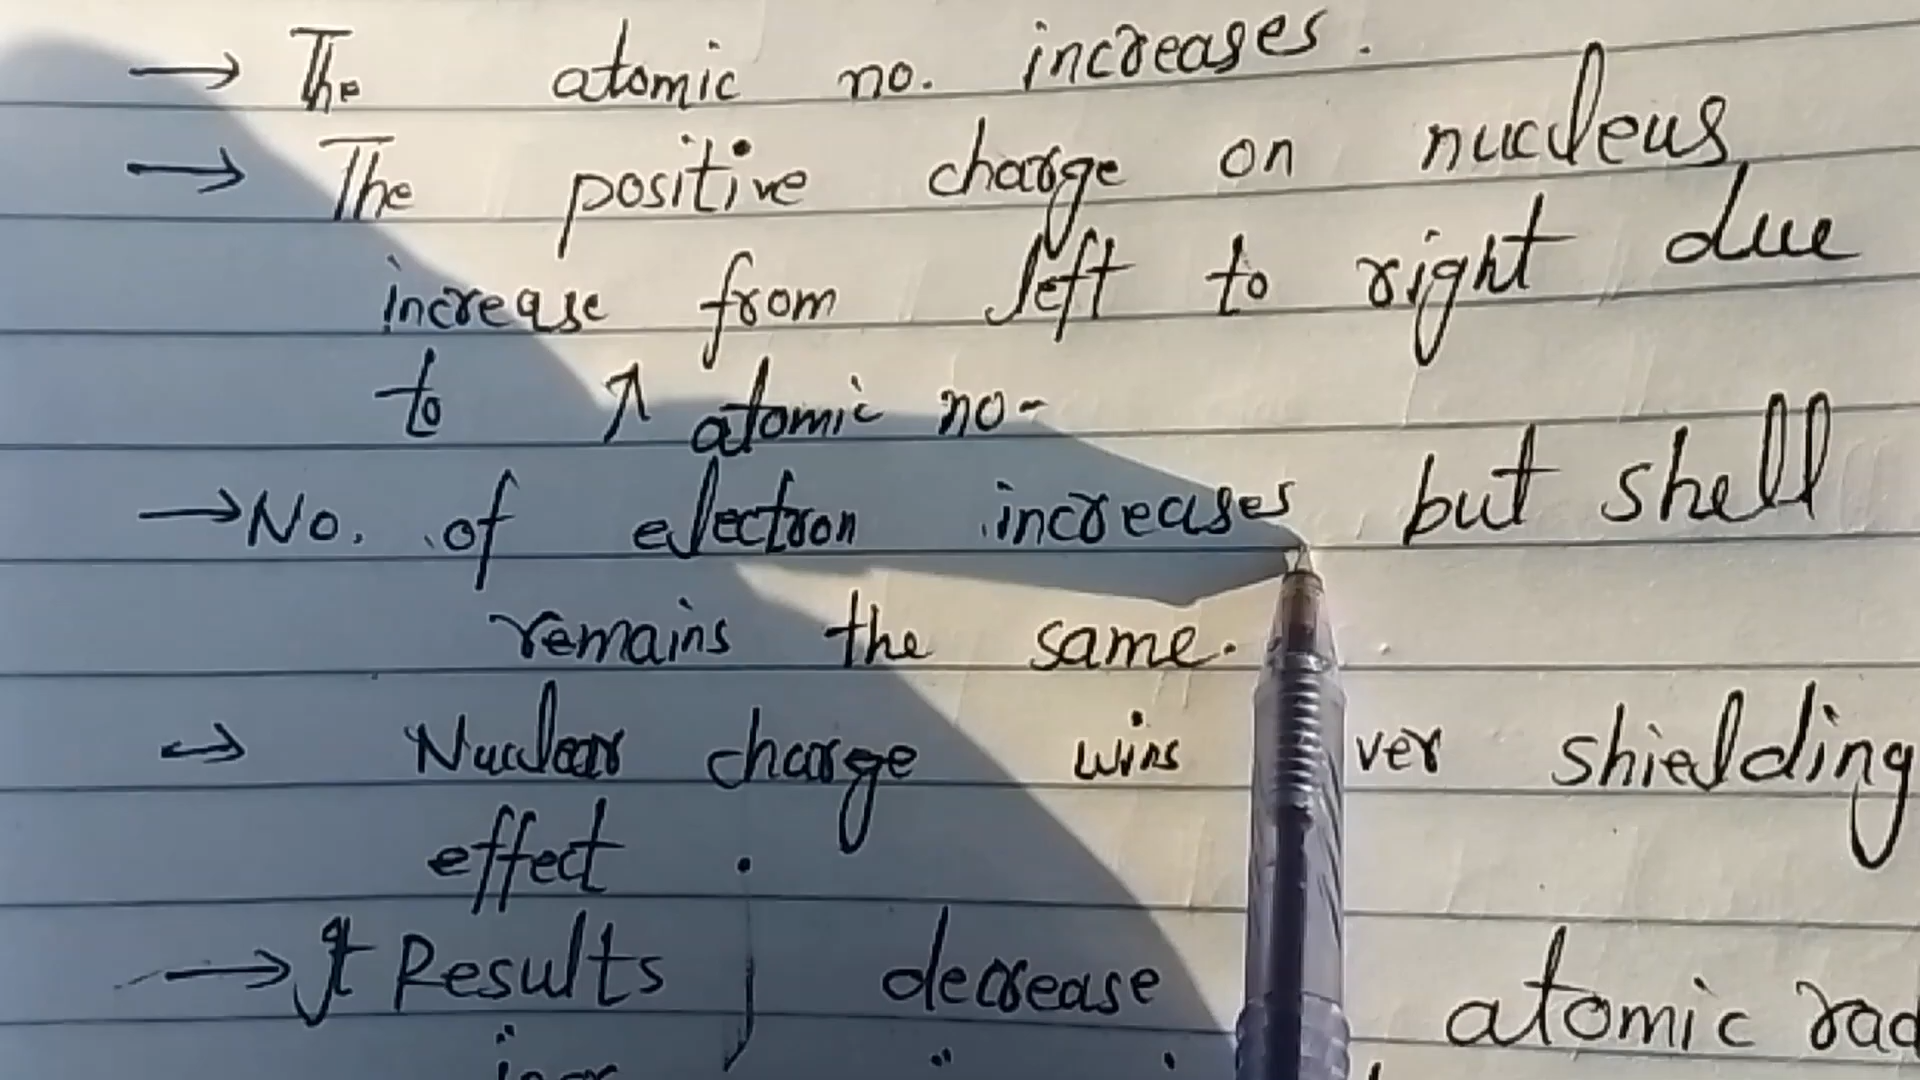 → The atomic no. increases.
→ The positive charge on nucleus
increase from left to right due
to ↑ atomic no-
→ No. of electron increases but shell
remains the same.
→ Nuclear charge wins ver shielding
effect .
→ It Results decrease atomic rad